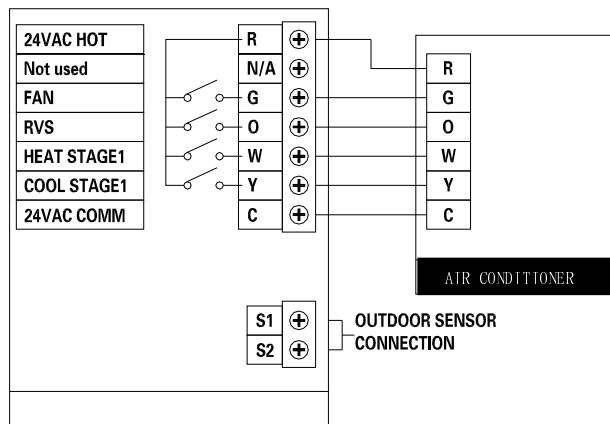 24VAC HOT R
Not used N/A R
FAN G G
RVS O O
HEAT STAGE1 W W
COOL STAGE1 Y Y
24VAC COMM C C
AIR CONDITIONER
S1 OUTDOOR SENSOR
S2 CONNECTION